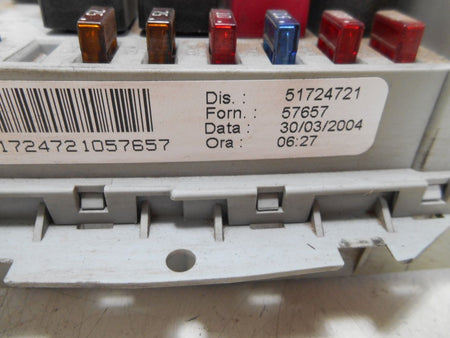 Dis. : 51724721
Forn. : 57657
Data : 30/03/2004
Ora : 06:27
1724721057657